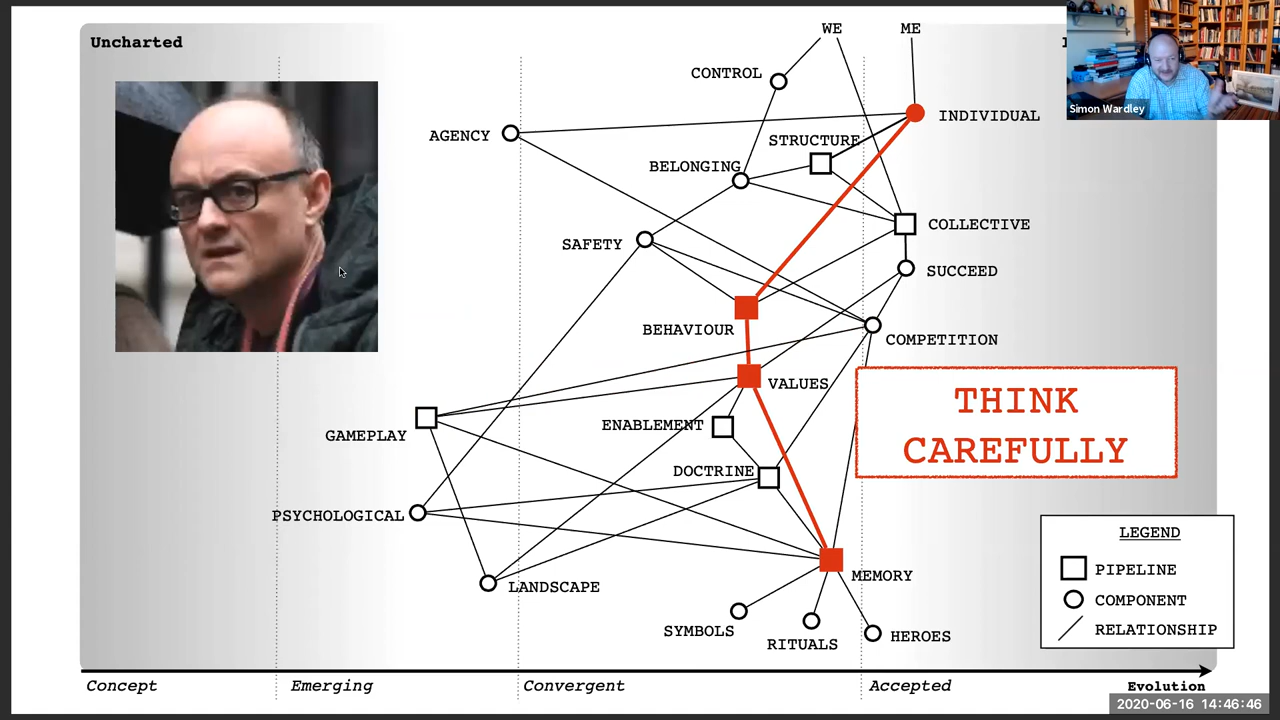 Uncharted
WE
ME
CONTROL
INDIVIDUAL
AGENCY
STRUCTURE
BELONGING
COLLECTIVE
SAFETY
SUCCEED
BEHAVIOUR
COMPETITION
VALUES
THINK
CAREFULLY
ENABLEMENT
GAMEPLAY
DOCTRINE
PSYCHOLOGICAL
MEMORY
LANDSCAPE
SYMBOLS
RITUALS
HEROES
LEGEND
PIPELINE
COMPONENT
RELATIONSHIP
Concept
Emerging
Convergent
Accepted
Evolution
Simon Wardley
2020-06-16 14:46:46